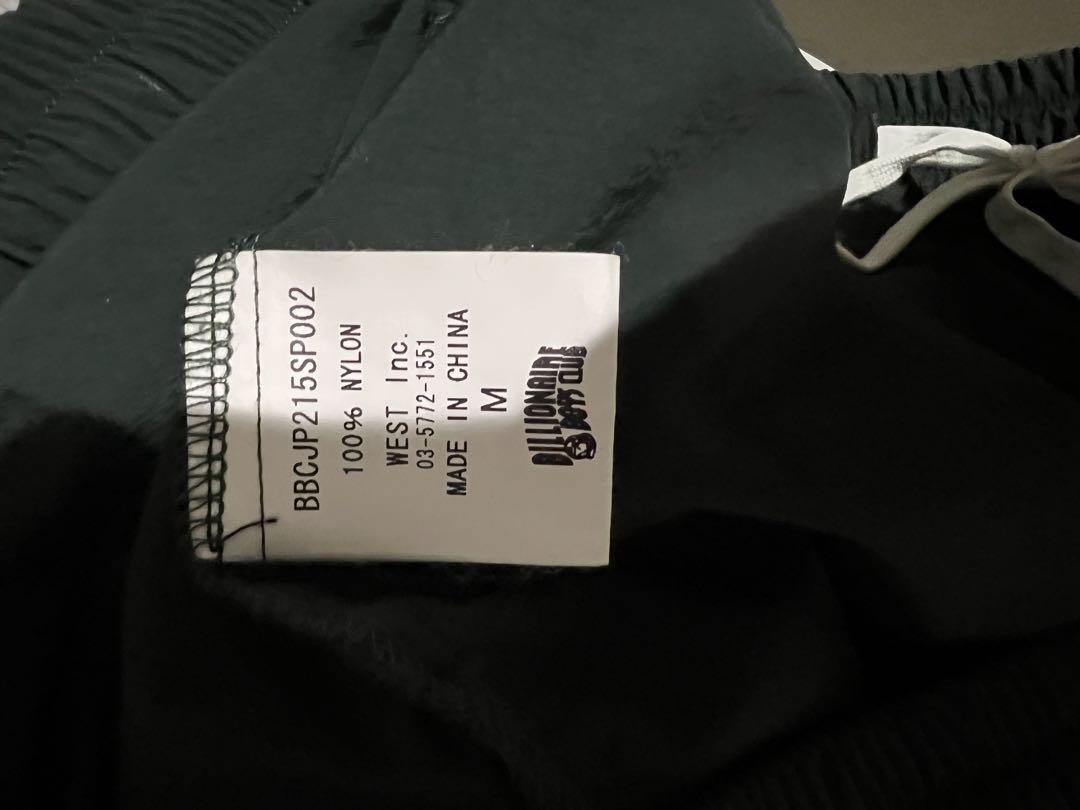 BBCJP215SP002
100% NYLON
WEST Inc.
03-5772-1551
MADE IN CHINA
M
BILLIONAIRE
BOYS CLUB